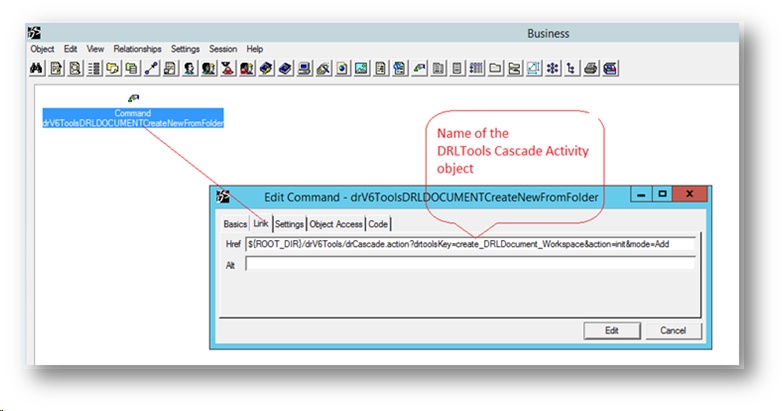 Business
Object Edit View Relationships Settings Session Help
Command
drV6ToolsDRLDOCUMENTCreateNewFromFolder
Name of the
DRLTools Cascade Activity
object
Edit Command - drV6ToolsDRLDOCUMENTCreateNewFromFolder
Basics Link Settings Object Access Code
Href ${ROOT_DIR}/drV6Tools/drCascade.action?drtoolsKey=create_DRLDocument_Workspace&action=init&mode=Add
Alt
Edit Cancel